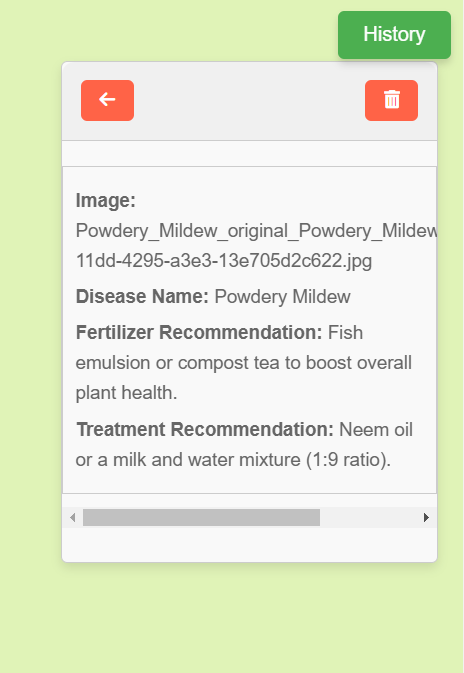 History
Image:
Powdery_Mildew_original_Powdery_Mildew
11dd-4295-a3e3-13e705d2c622.jpg
Disease Name: Powdery Mildew
Fertilizer Recommendation: Fish
emulsion or compost tea to boost overall
plant health.
Treatment Recommendation: Neem oil
or a milk and water mixture (1:9 ratio).